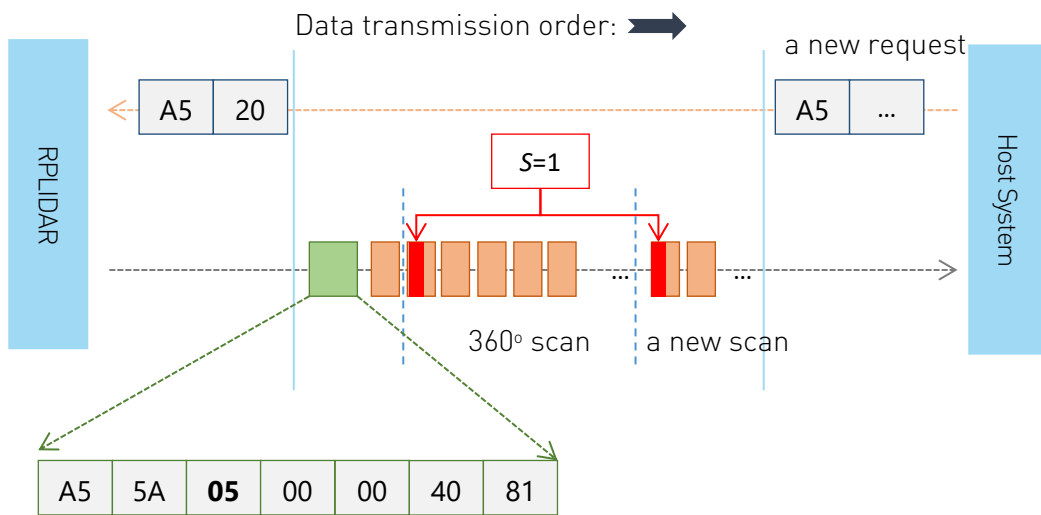 Data transmission order:
a new request
A5 20
A5 ...
RPLIDAR
Host System
S=1
... ...
360º scan
a new scan
A5 5A 05 00 00 40 81